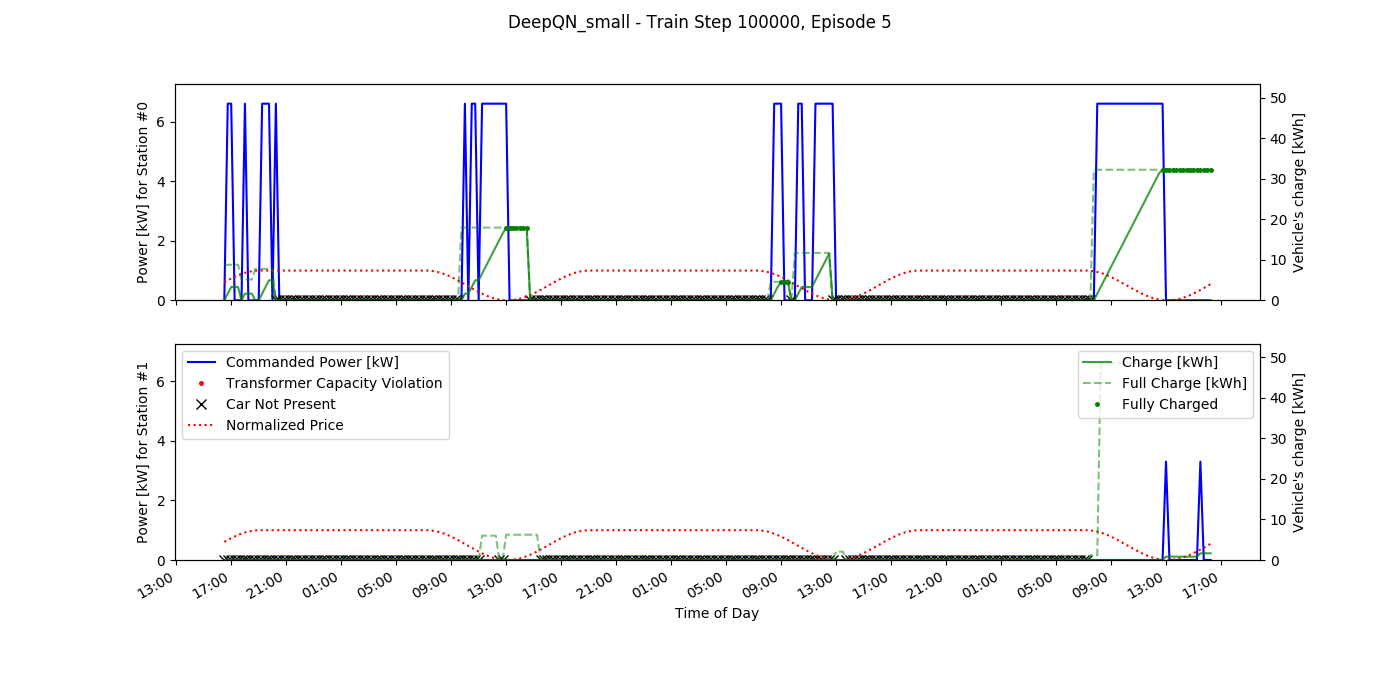 DeepQN_small - Train Step 100000, Episode 5
Power [kW] for Station #0
6
4
2
0
50
40
30
20
10
0
Vehicle's charge [kWh]
Power [kW] for Station #1
6
4
2
0
Commanded Power [kW]
Transformer Capacity Violation
Car Not Present
Normalized Price
Charge [kWh]
Full Charge [kWh]
Fully Charged
50
40
30
20
10
0
Vehicle's charge [kWh]
13:00 17:00 21:00 01:00 05:00 09:00 13:00 17:00 21:00 01:00 05:00 09:00 13:00 17:00 21:00 01:00 05:00 09:00 13:00 17:00
Time of Day